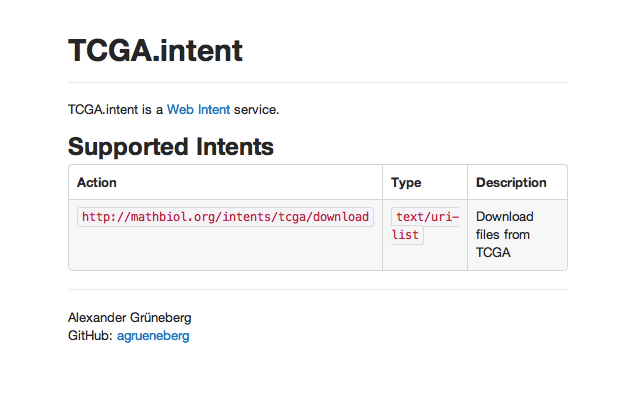 TCGA.intent
TCGA.intent is a Web Intent service.
Supported Intents
Action Type Description
http://mathbiol.org/intents/tcga/download text/uri- Download
list files from
TCGA
Alexander Grüneberg
GitHub: agrueneberg